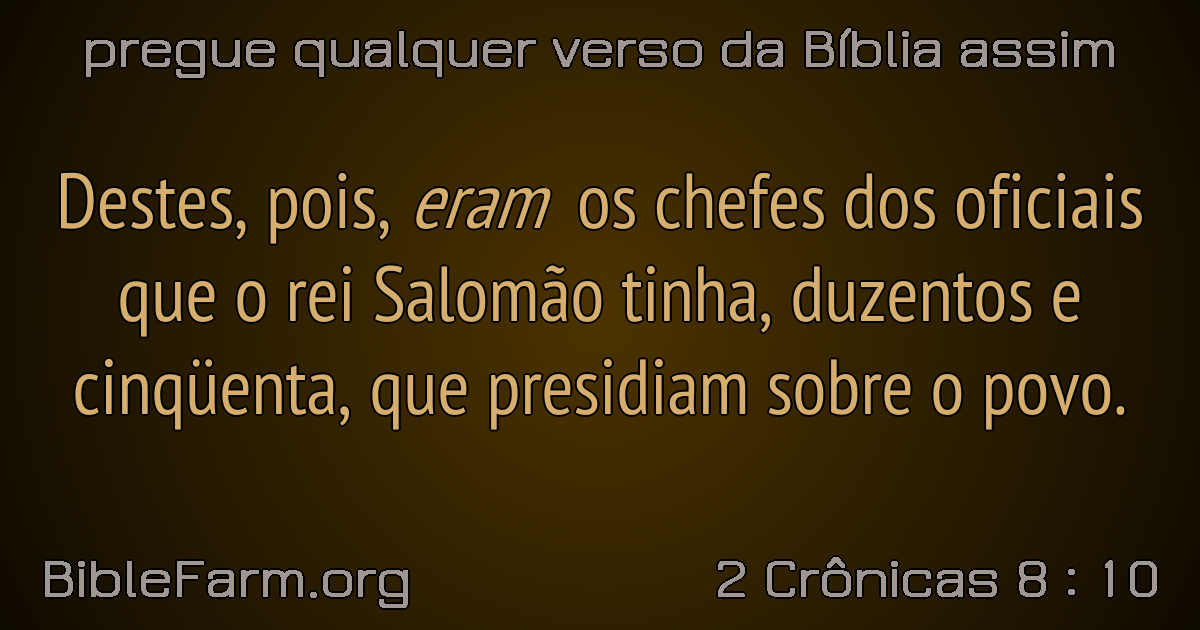 pregue qualquer verso da Bíblia assim
Destes, pois, eram os chefes dos oficiais
que o rei Salomão tinha, duzentos e
cinqüenta, que presidiam sobre o povo.
BibleFarm.org
2 Crônicas 8 : 10